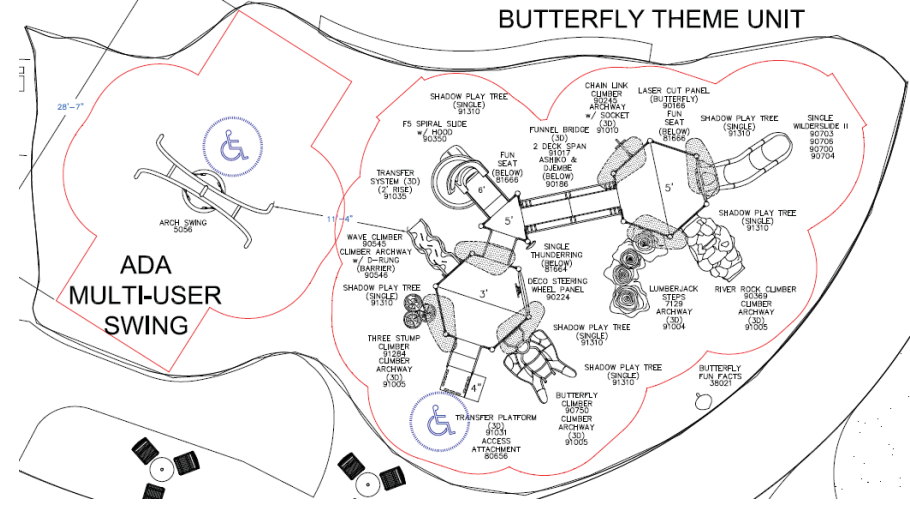 BUTTERFLY THEME UNIT
28'-7"
ARCH SWING
5056
ADA
MULTI-USER
SWING
11'-4"
SHADOW PLAY TREE
(SINGLE)
91310
F5 SPIRAL SLIDE
w/ HOOD
90350
TRANSFER
SYSTEM (3D)
(2' RISE)
91035
FUN
SEAT
(BELOW)
81666
FUNNEL BRIDGE
(3D)
2 DECK SPAN
91017
ASHIKO &
DJEMBE
(BELOW)
90186
CHAIN LINK
CLIMBER
90245
ARCHWAY
w/ SOCKET
(3D)
91010
LASER CUT PANEL
(BUTTERFLY)
90166
FUN
SEAT
(BELOW)
81666
SHADOW PLAY TREE
(SINGLE)
91310
SINGLE
WILDERSLIDE II
90703
90706
90700
90704
6'
5'
5'
3'
4"
WAVE CLIMBER
90545
CLIMBER ARCHWAY
w/ D-RUNG
(BARRIER)
90546
SHADOW PLAY TREE
(SINGLE)
91310
SINGLE
THUNDERRING
(BELOW)
81664
DECO STEERING
WHEEL PANEL
90224
SHADOW PLAY TREE
(SINGLE)
91310
LUMBERJACK
STEPS
7129
ARCHWAY
(3D)
91004
RIVER ROCK CLIMBER
90369
CLIMBER
ARCHWAY
(3D)
91005
THREE STUMP
CLIMBER
91284
CLIMBER
ARCHWAY
(3D)
91005
SHADOW PLAY TREE
(SINGLE)
91310
SHADOW PLAY TREE
(SINGLE)
91310
BUTTERFLY
FUN FACTS
38021
BUTTERFLY
CLIMBER
90750
CLIMBER
ARCHWAY
(3D)
91005
TRANSFER PLATFORM
(3D)
91031
ACCESS
ATTACHMENT
80656